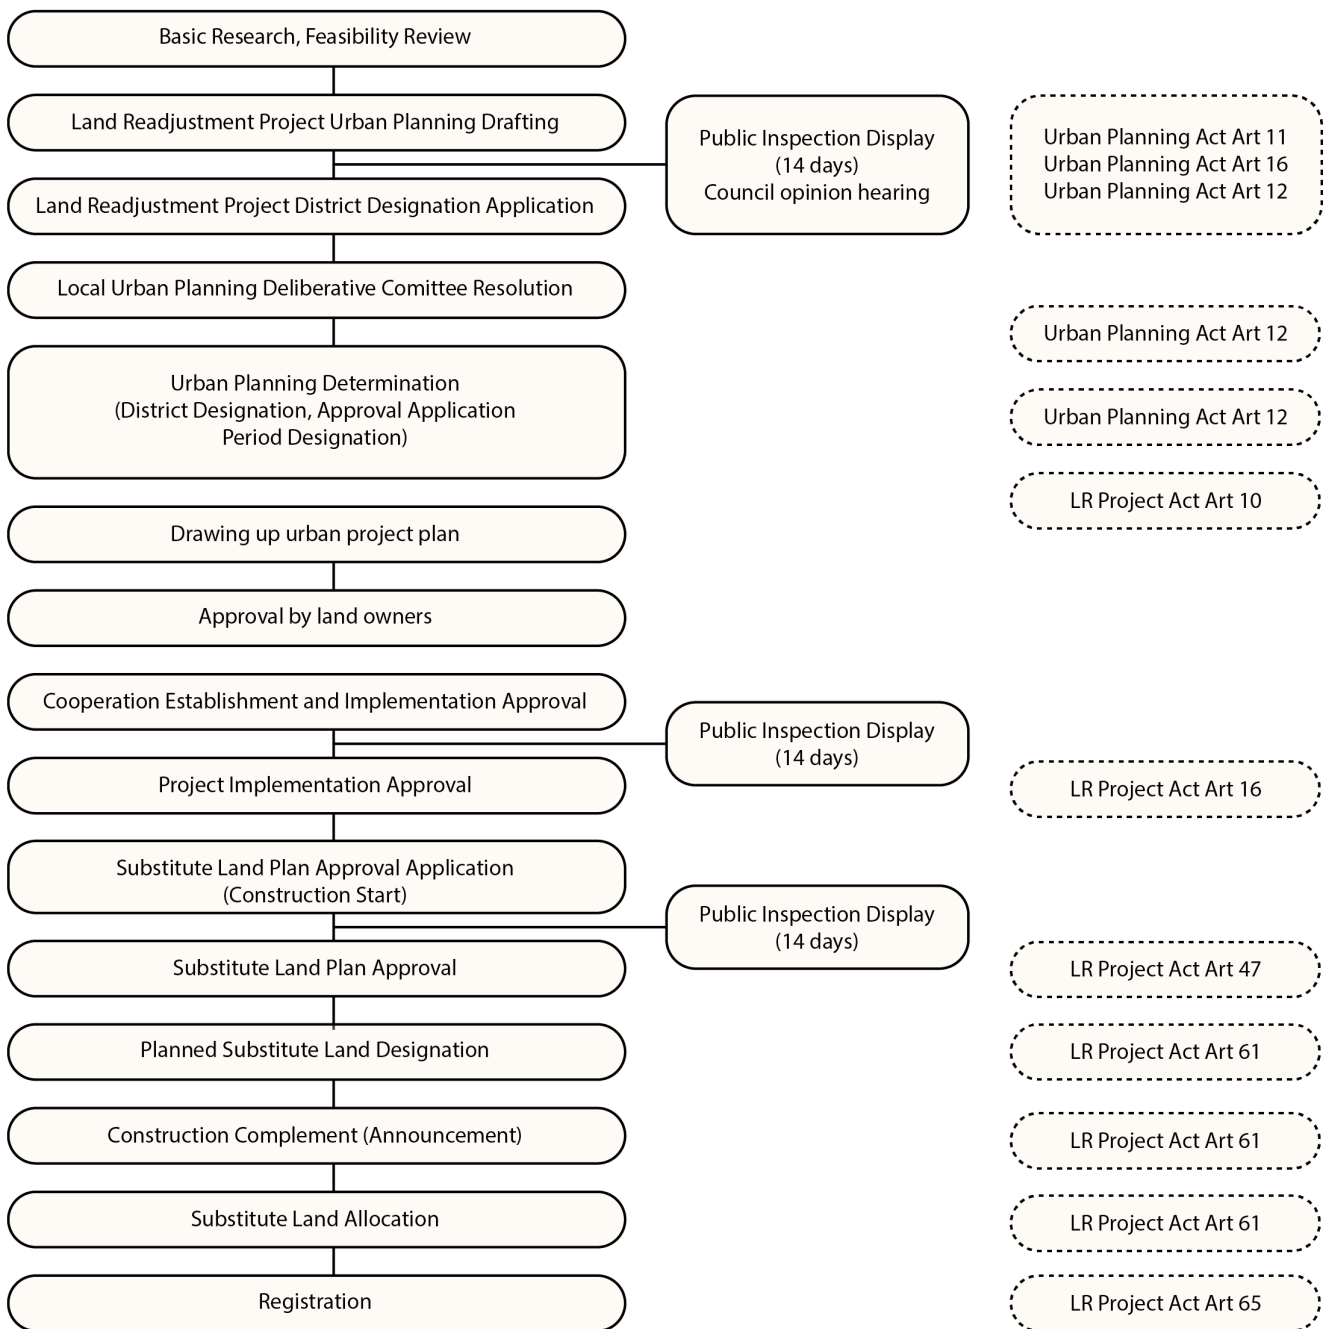 Basic Research, Feasibility Review
Land Readjustment Project Urban Planning Drafting
Public Inspection Display
(14 days)
Council opinion hearing
Urban Planning Act Art 11
Urban Planning Act Art 16
Urban Planning Act Art 12
Land Readjustment Project District Designation Application
Local Urban Planning Deliberative Comittee Resolution
Urban Planning Act Art 12
Urban Planning Determination
(District Designation, Approval Application
Period Designation)
Urban Planning Act Art 12
LR Project Act Art 10
Drawing up urban project plan
Approval by land owners
Cooperation Establishment and Implementation Approval
Public Inspection Display
(14 days)
Project Implementation Approval
LR Project Act Art 16
Substitute Land Plan Approval Application
(Construction Start)
Public Inspection Display
(14 days)
Substitute Land Plan Approval
LR Project Act Art 47
Planned Substitute Land Designation
LR Project Act Art 61
Construction Complement (Announcement)
LR Project Act Art 61
Substitute Land Allocation
LR Project Act Art 61
Registration
LR Project Act Art 65